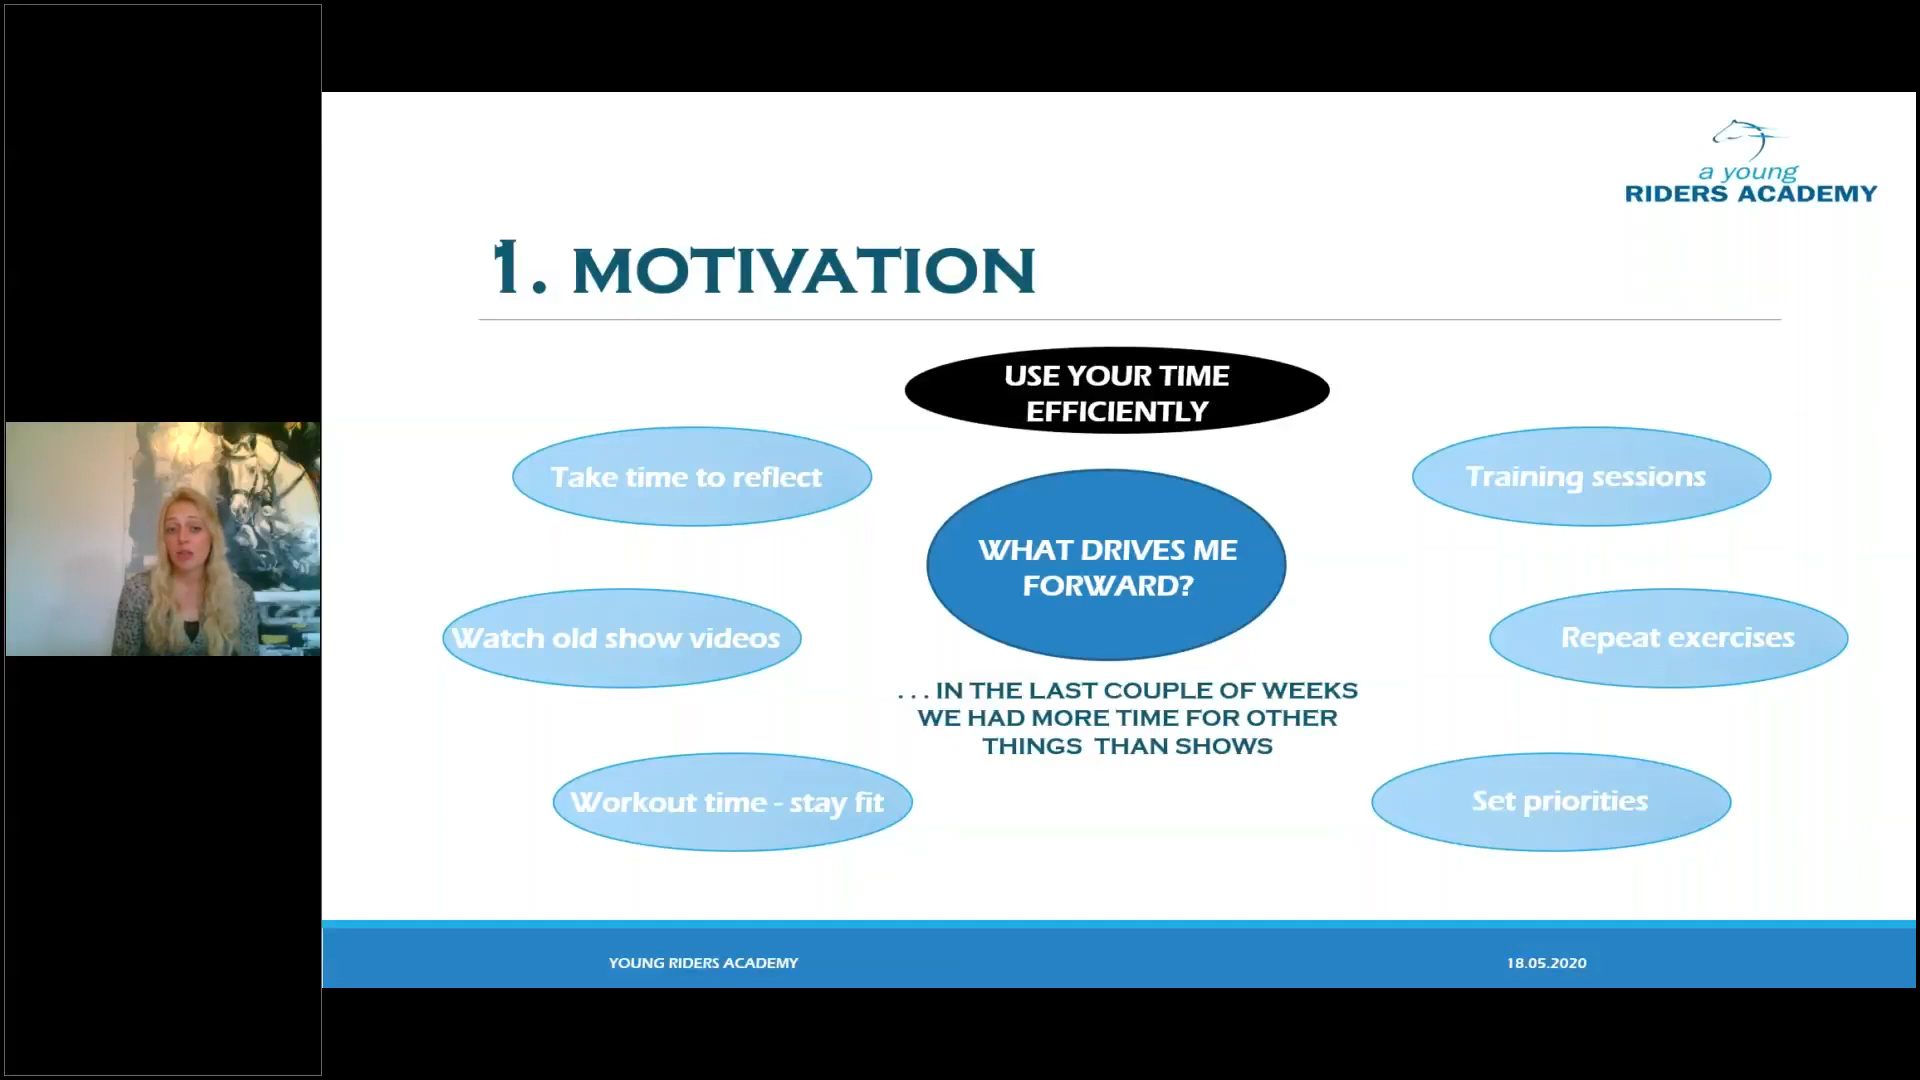 a young
RIDERS ACADEMY
1. MOTIVATION
USE YOUR TIME
EFFICIENTLY
Take time to reflect
Training sessions
WHAT DRIVES ME
FORWARD?
Watch old show videos
Repeat exercises
. . . IN THE LAST COUPLE OF WEEKS
WE HAD MORE TIME FOR OTHER
THINGS THAN SHOWS
Workout time - stay fit
Set priorities
YOUNG RIDERS ACADEMY
18.05.2020